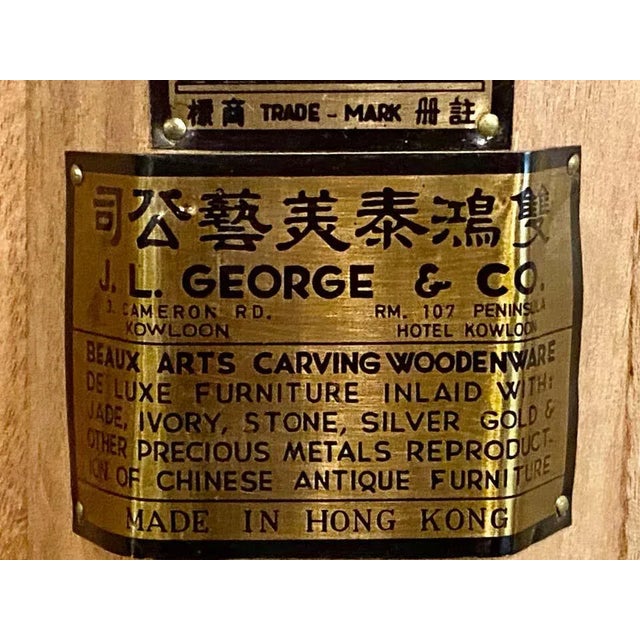 註册 TRADE - MARK 商標
雙鴻泰美藝公司
J. L. GEORGE & CO.
3. CAMERON RD.
KOWLOON
RM. 107 PENINSULA
HOTEL KOWLOON
BEAUX ARTS CARVING WOODENWARE
DE LUXE FURNITURE INLAID WITH:
JADE, IVORY, STONE, SILVER GOLD &
OTHER PRECIOUS METALS REPRODUCT-
ION OF CHINESE ANTIQUE FURNITURE
MADE IN HONG KONG